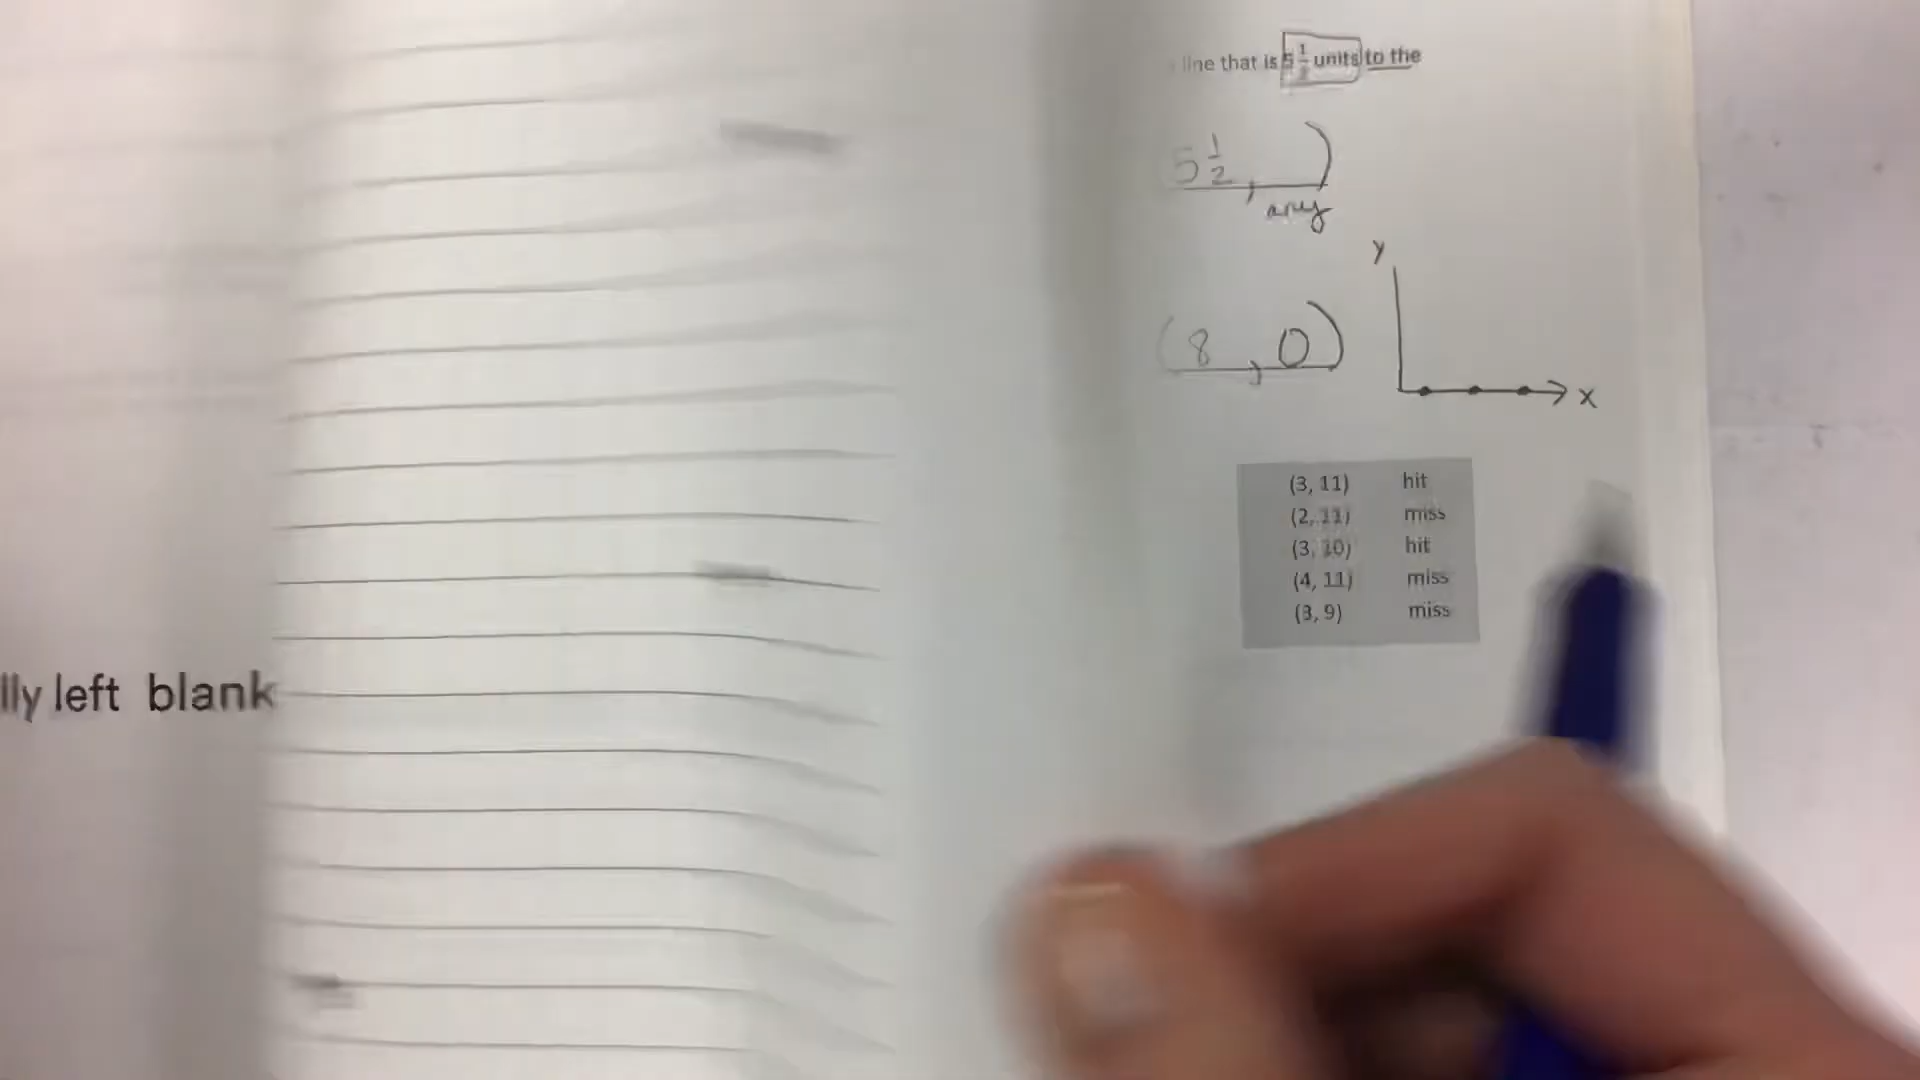 lly left blank
line that is 5 1/2 units to the
5 1/2, )
any
y
(8, 0)
x
(3, 11) hit
(2, 11) miss
(3, 10) hit
(4, 11) miss
(3, 9) miss